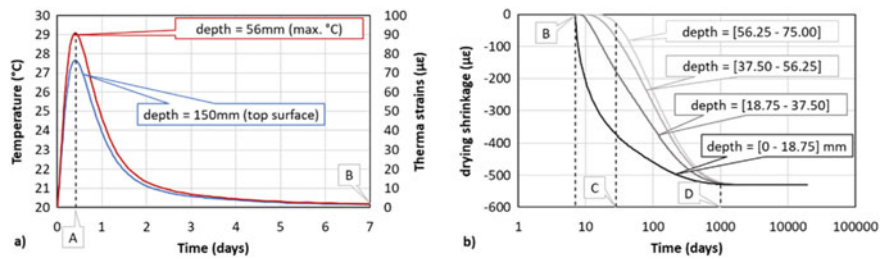 30
29
28
27
26
25
24
23
22
21
20
Temperature (°C)
depth = 56mm (max. °C)
depth = 150mm (top surface)
B
A
100
90
80
70
60
50
40
30
20
10
0
Therma strains (με)
0 1 2 3 4 5 6 7
Time (days)
a)
0
-100
-200
-300
-400
-500
-600
drying shrinkage (με)
B
depth = [56.25 - 75.00]
depth = [37.50 - 56.25]
depth = [18.75 - 37.50]
depth = [0 - 18.75] mm
C
D
1 10 100 1000 10000 100000
Time (days)
b)